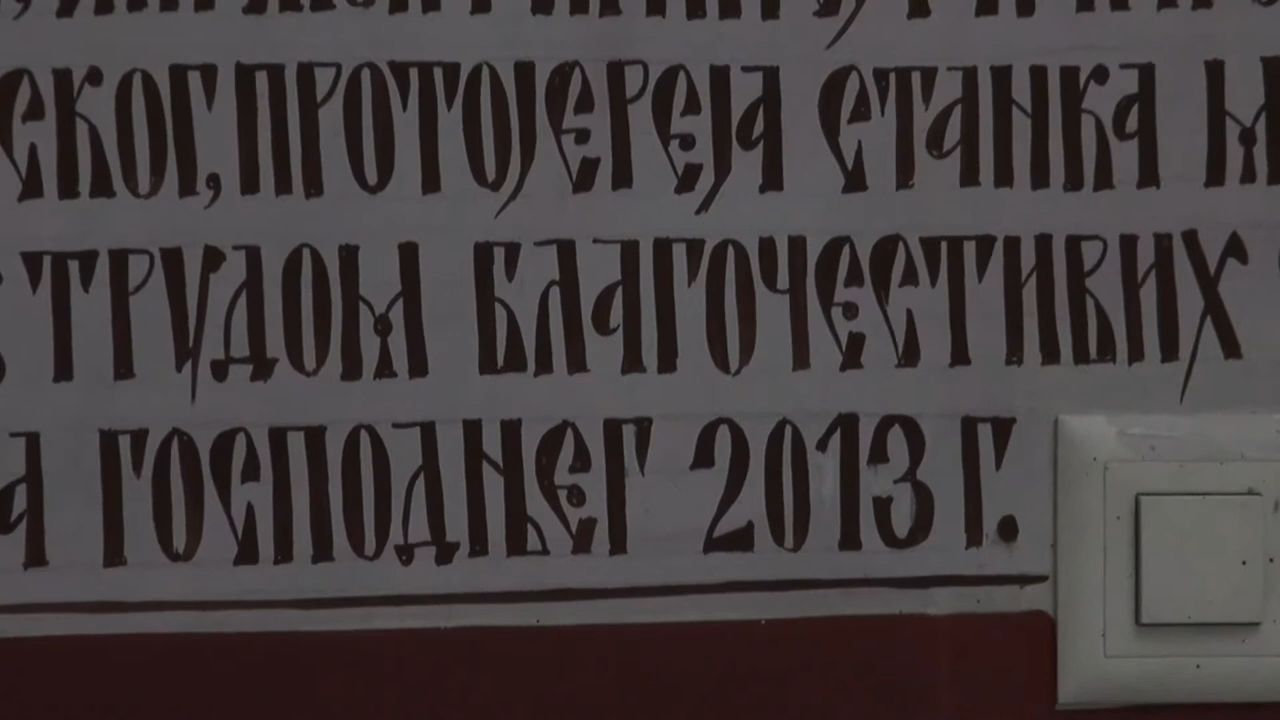 СКОГ, ПРОТОЈЕРЕЈА СТАНКА
ТРУДОМ БЛАГОЧЕСТИВИХ
ГОСПОДЊЕГ 2013 Г.